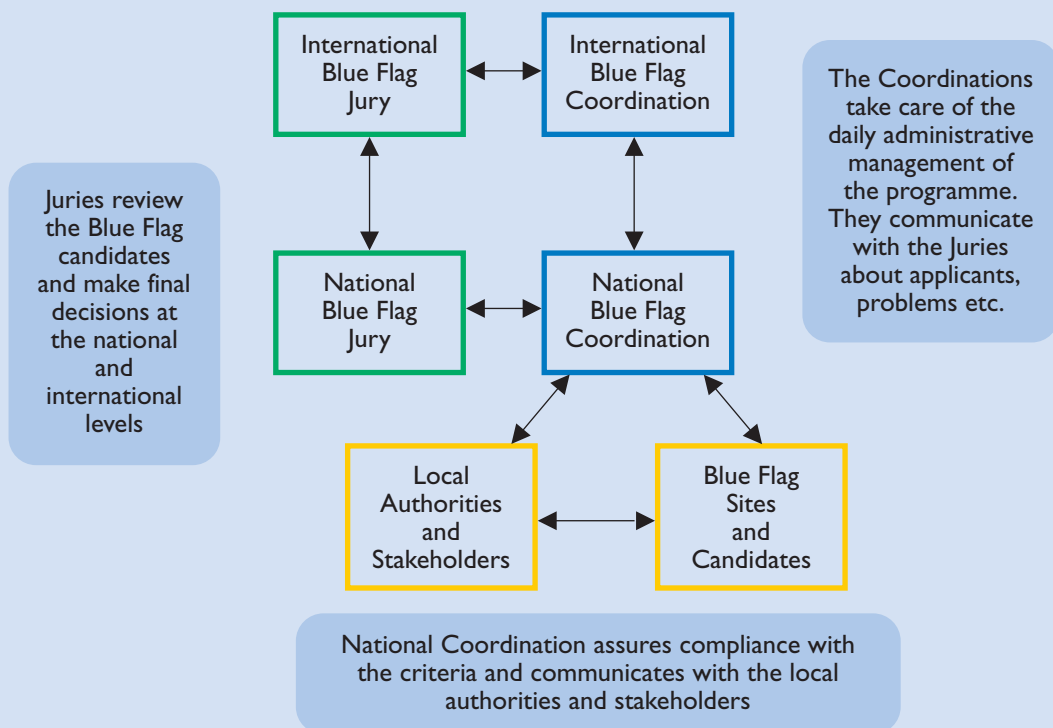 International
Blue Flag
Jury
International
Blue Flag
Coordination
The Coordinations
take care of the
daily administrative
management of
the programme.
They communicate
with the Juries
about applicants,
problems etc.
Juries review
the Blue Flag
candidates
and make final
decisions at
the national
and
international
levels
National
Blue Flag
Jury
National
Blue Flag
Coordination
Local
Authorities
and
Stakeholders
Blue Flag
Sites
and
Candidates
National Coordination assures compliance with
the criteria and communicates with the local
authorities and stakeholders